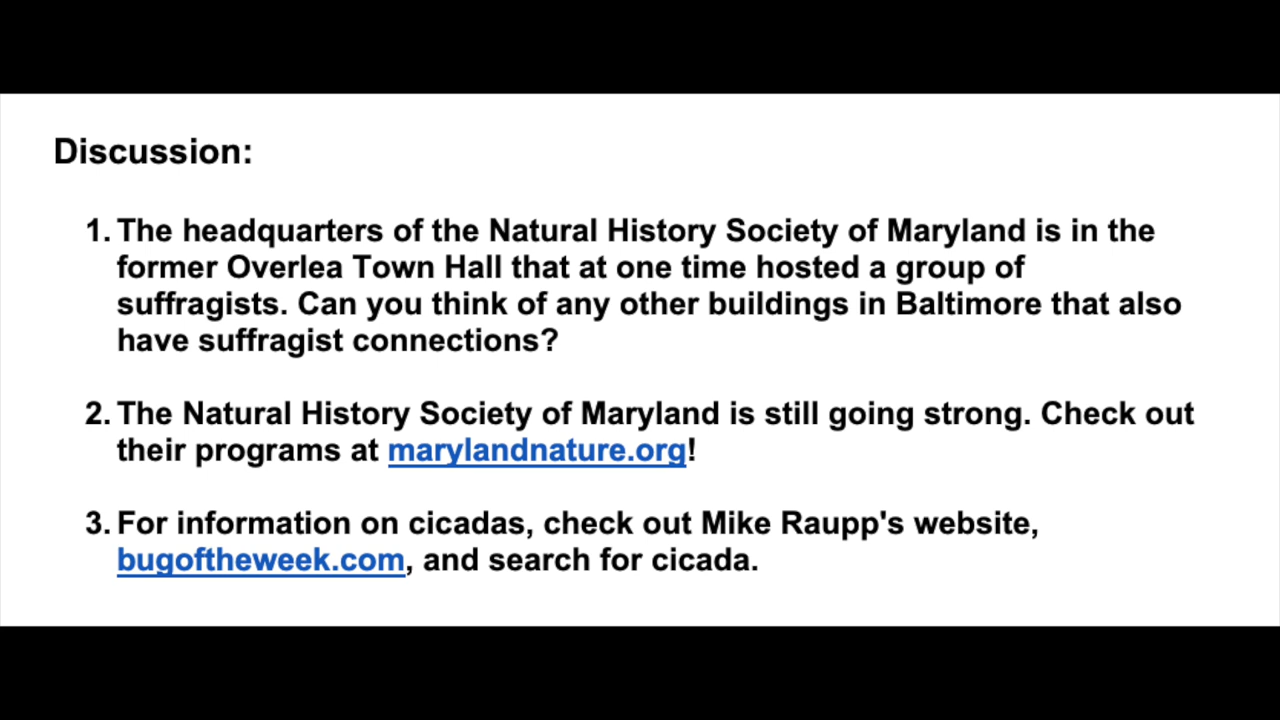 Discussion:
1. The headquarters of the Natural History Society of Maryland is in the
former Overlea Town Hall that at one time hosted a group of
suffragists. Can you think of any other buildings in Baltimore that also
have suffragist connections?
2. The Natural History Society of Maryland is still going strong. Check out
their programs at marylandnature.org!
3. For information on cicadas, check out Mike Raupp's website,
bugoftheweek.com, and search for cicada.